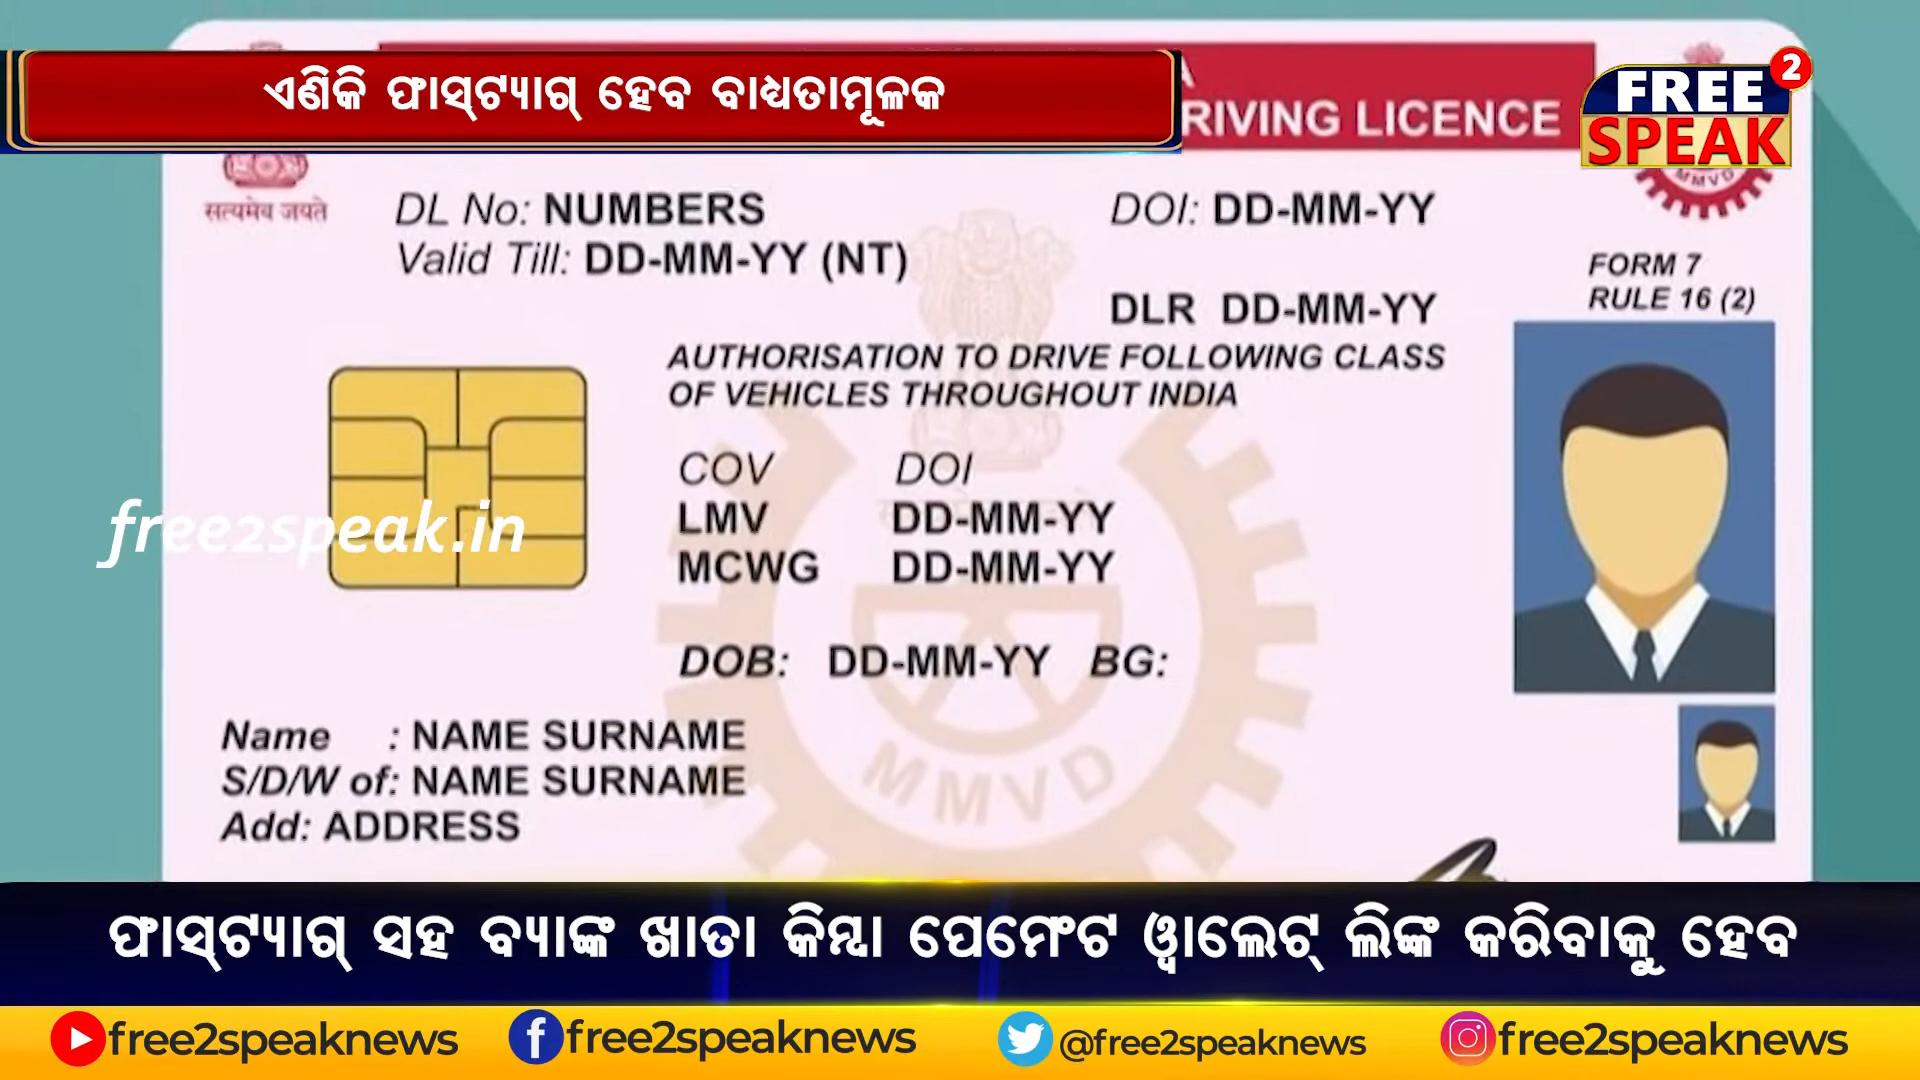 ଏଣିକି ଫାସ୍‌ଟ୍ୟାଗ୍ ହେବ ବାଧତାମୂଳକ
RIVING LICENCE
FREE 2
SPEAK
सत्यमेव जयते
MMVD
DL No: NUMBERS
DOI: DD-MM-YY
Valid Till: DD-MM-YY (NT)
FORM 7
RULE 16 (2)
DLR DD-MM-YY
AUTHORISATION TO DRIVE FOLLOWING CLASS
OF VEHICLES THROUGHOUT INDIA
COV DOI
LMV DD-MM-YY
MCWG DD-MM-YY
free2speak.in
DOB: DD-MM-YY BG:
MMVD
Name : NAME SURNAME
S/D/W of: NAME SURNAME
Add: ADDRESS
ଫାସ୍‌ଟ୍ୟାଗ୍ ସହ ବ୍ୟାଙ୍କ ଖାତା କିମ୍ବା ପେମେଣ୍ଟ ୱାଲେଟ୍ ଲିଙ୍କ କରିବାକୁ ହେବ
free2speaknews
free2speaknews
@free2speaknews
free2speaknews